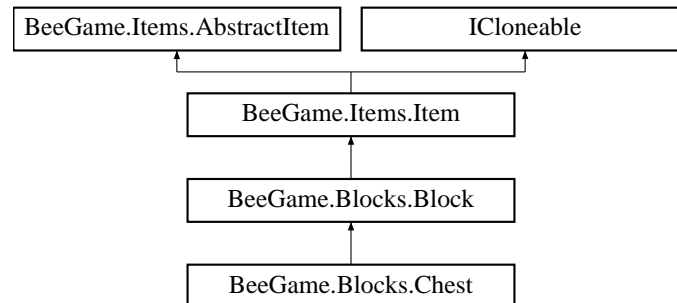 BeeGame.Items.AbstractItem
ICloneable
BeeGame.Items.Item
BeeGame.Blocks.Block
BeeGame.Blocks.Chest